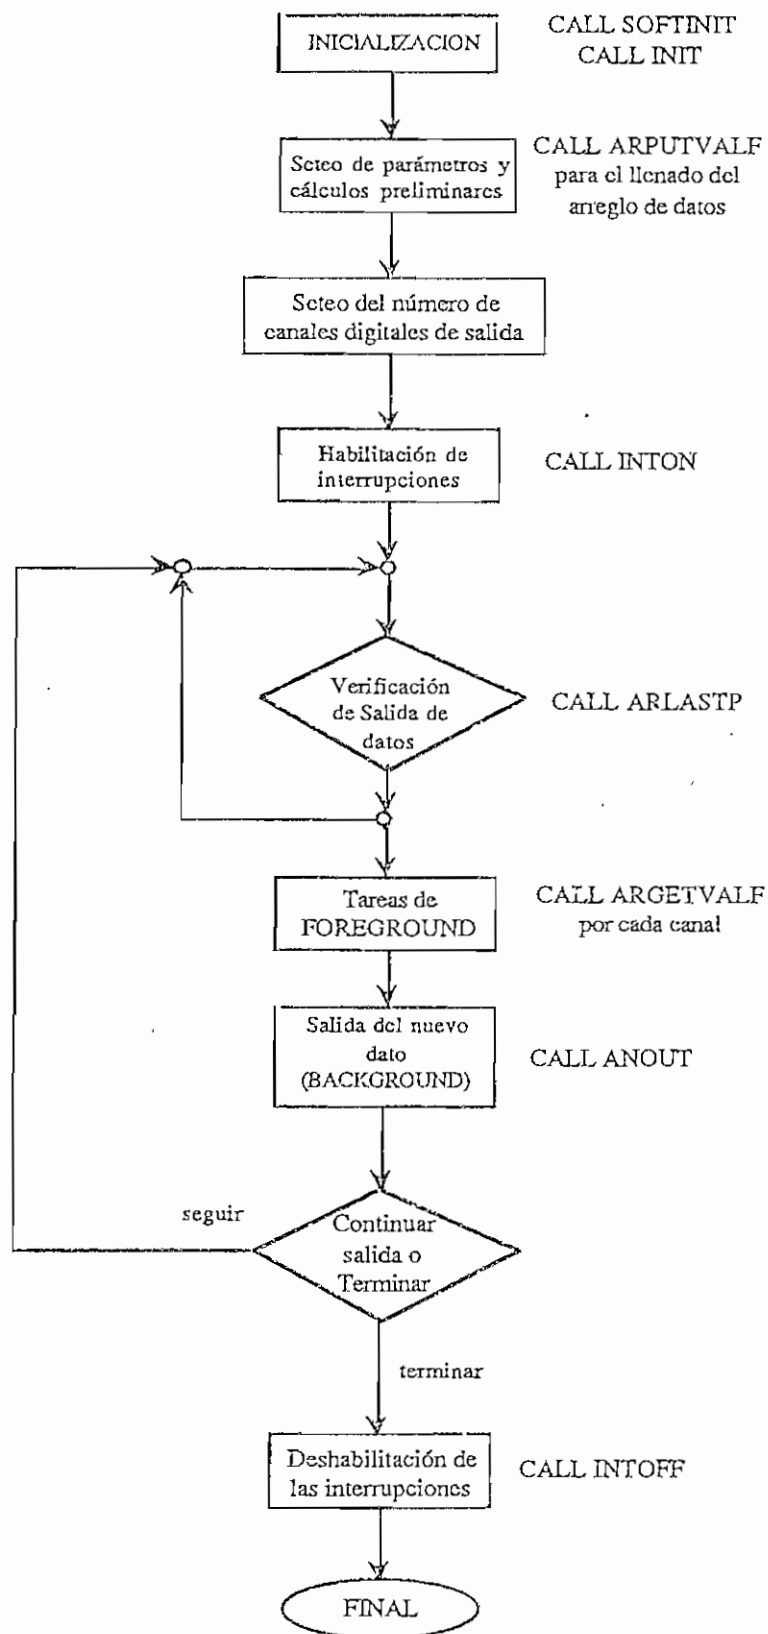 INICIALIZACION
CALL SOFTINIT
CALL INIT
Seteo de parámetros y
cálculos preliminares
CALL ARPUTVALF
para el llenado del
arreglo de datos
Seteo del número de
canales digitales de salida
Habilitación de
interrupciones
CALL INTON
Verificación
de Salida de
datos
CALL ARLASTP
Tareas de
FOREGROUND
CALL ARGETVALF
por cada canal
Salida del nuevo
dato
(BACKGROUND)
CALL ANOUT
seguir
Continuar
salida o
Terminar
terminar
Deshabilitación de
las interrupciones
CALL INTOFF
FINAL